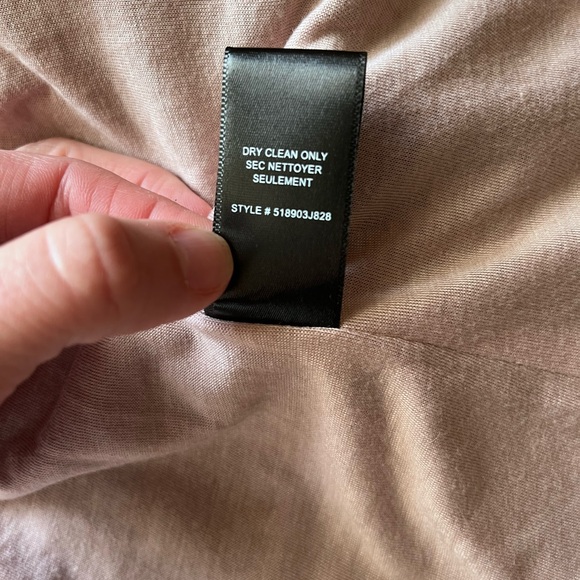 DRY CLEAN ONLY
SEC NETTOYER
SEULEMENT
STYLE # 518903J828